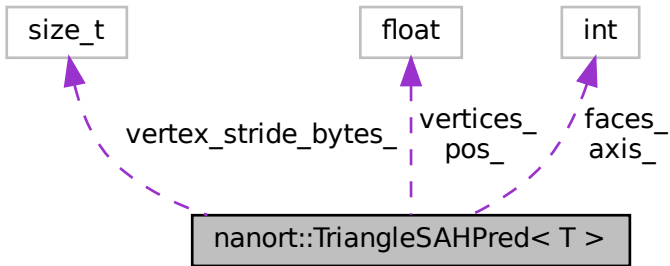 size_t
float
int
vertex_stride_bytes_
vertices_
pos_
faces_
axis_
nanort::TriangleSAHPred< T >